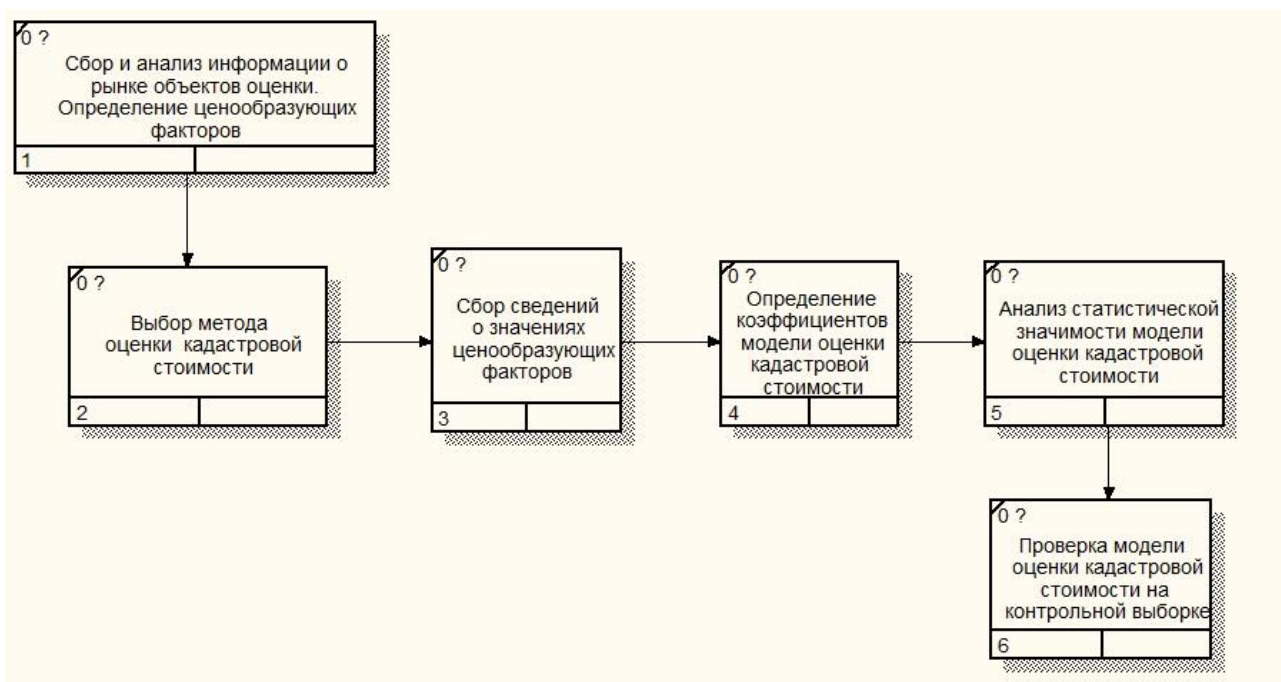 0 ?
Сбор и анализ информации о
рынке объектов оценки.
Определение ценообразующих
факторов
1
0 ?
Выбор метода
оценки кадастровой
стоимости
2
0 ?
Сбор сведений
о значениях
ценообразующих
факторов
3
0 ?
Определение
коэффициентов
модели оценки
кадастровой
стоимости
4
0 ?
Анализ статистической
значимости модели
оценки кадастровой
стоимости
5
0 ?
Проверка модели
оценки кадастровой
стоимости на
контрольной выборке
6